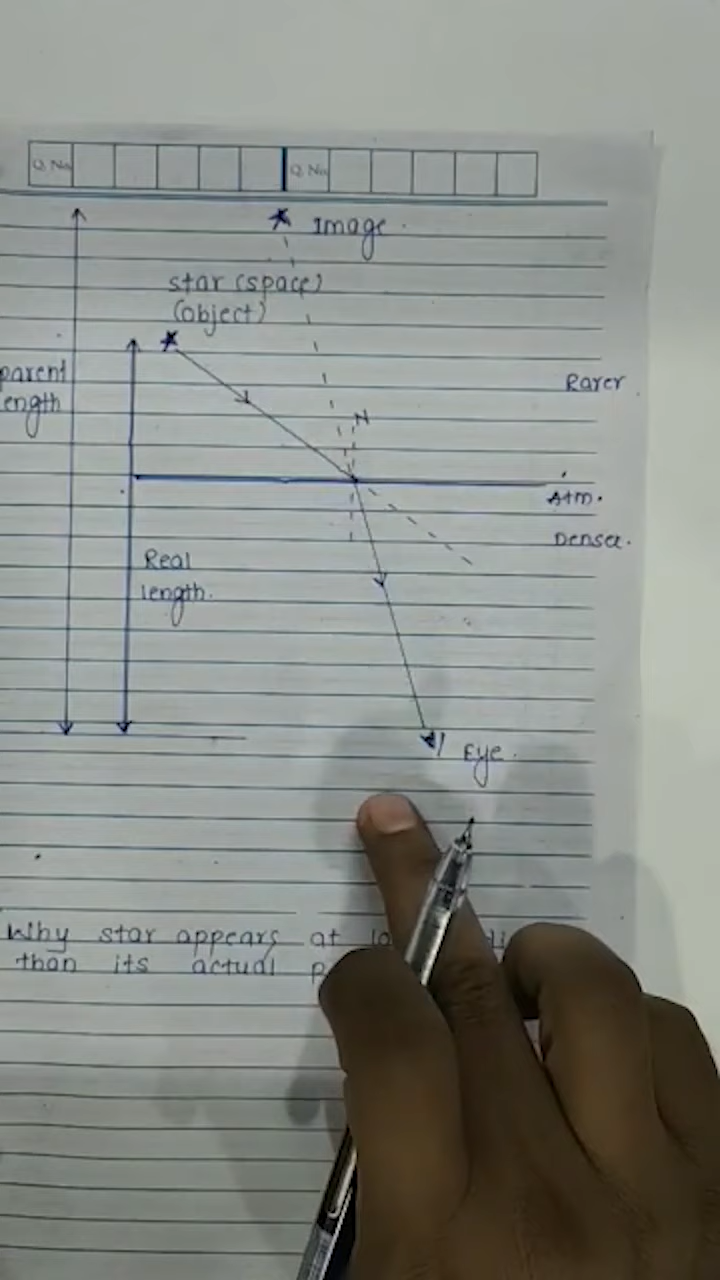 Q. No. Q. No.
Image.
star (space)
(object)
parent
ength
Rarer.
N
Atm.
Denser.
Real
length.
Eye.
Why star appears at
than its actual